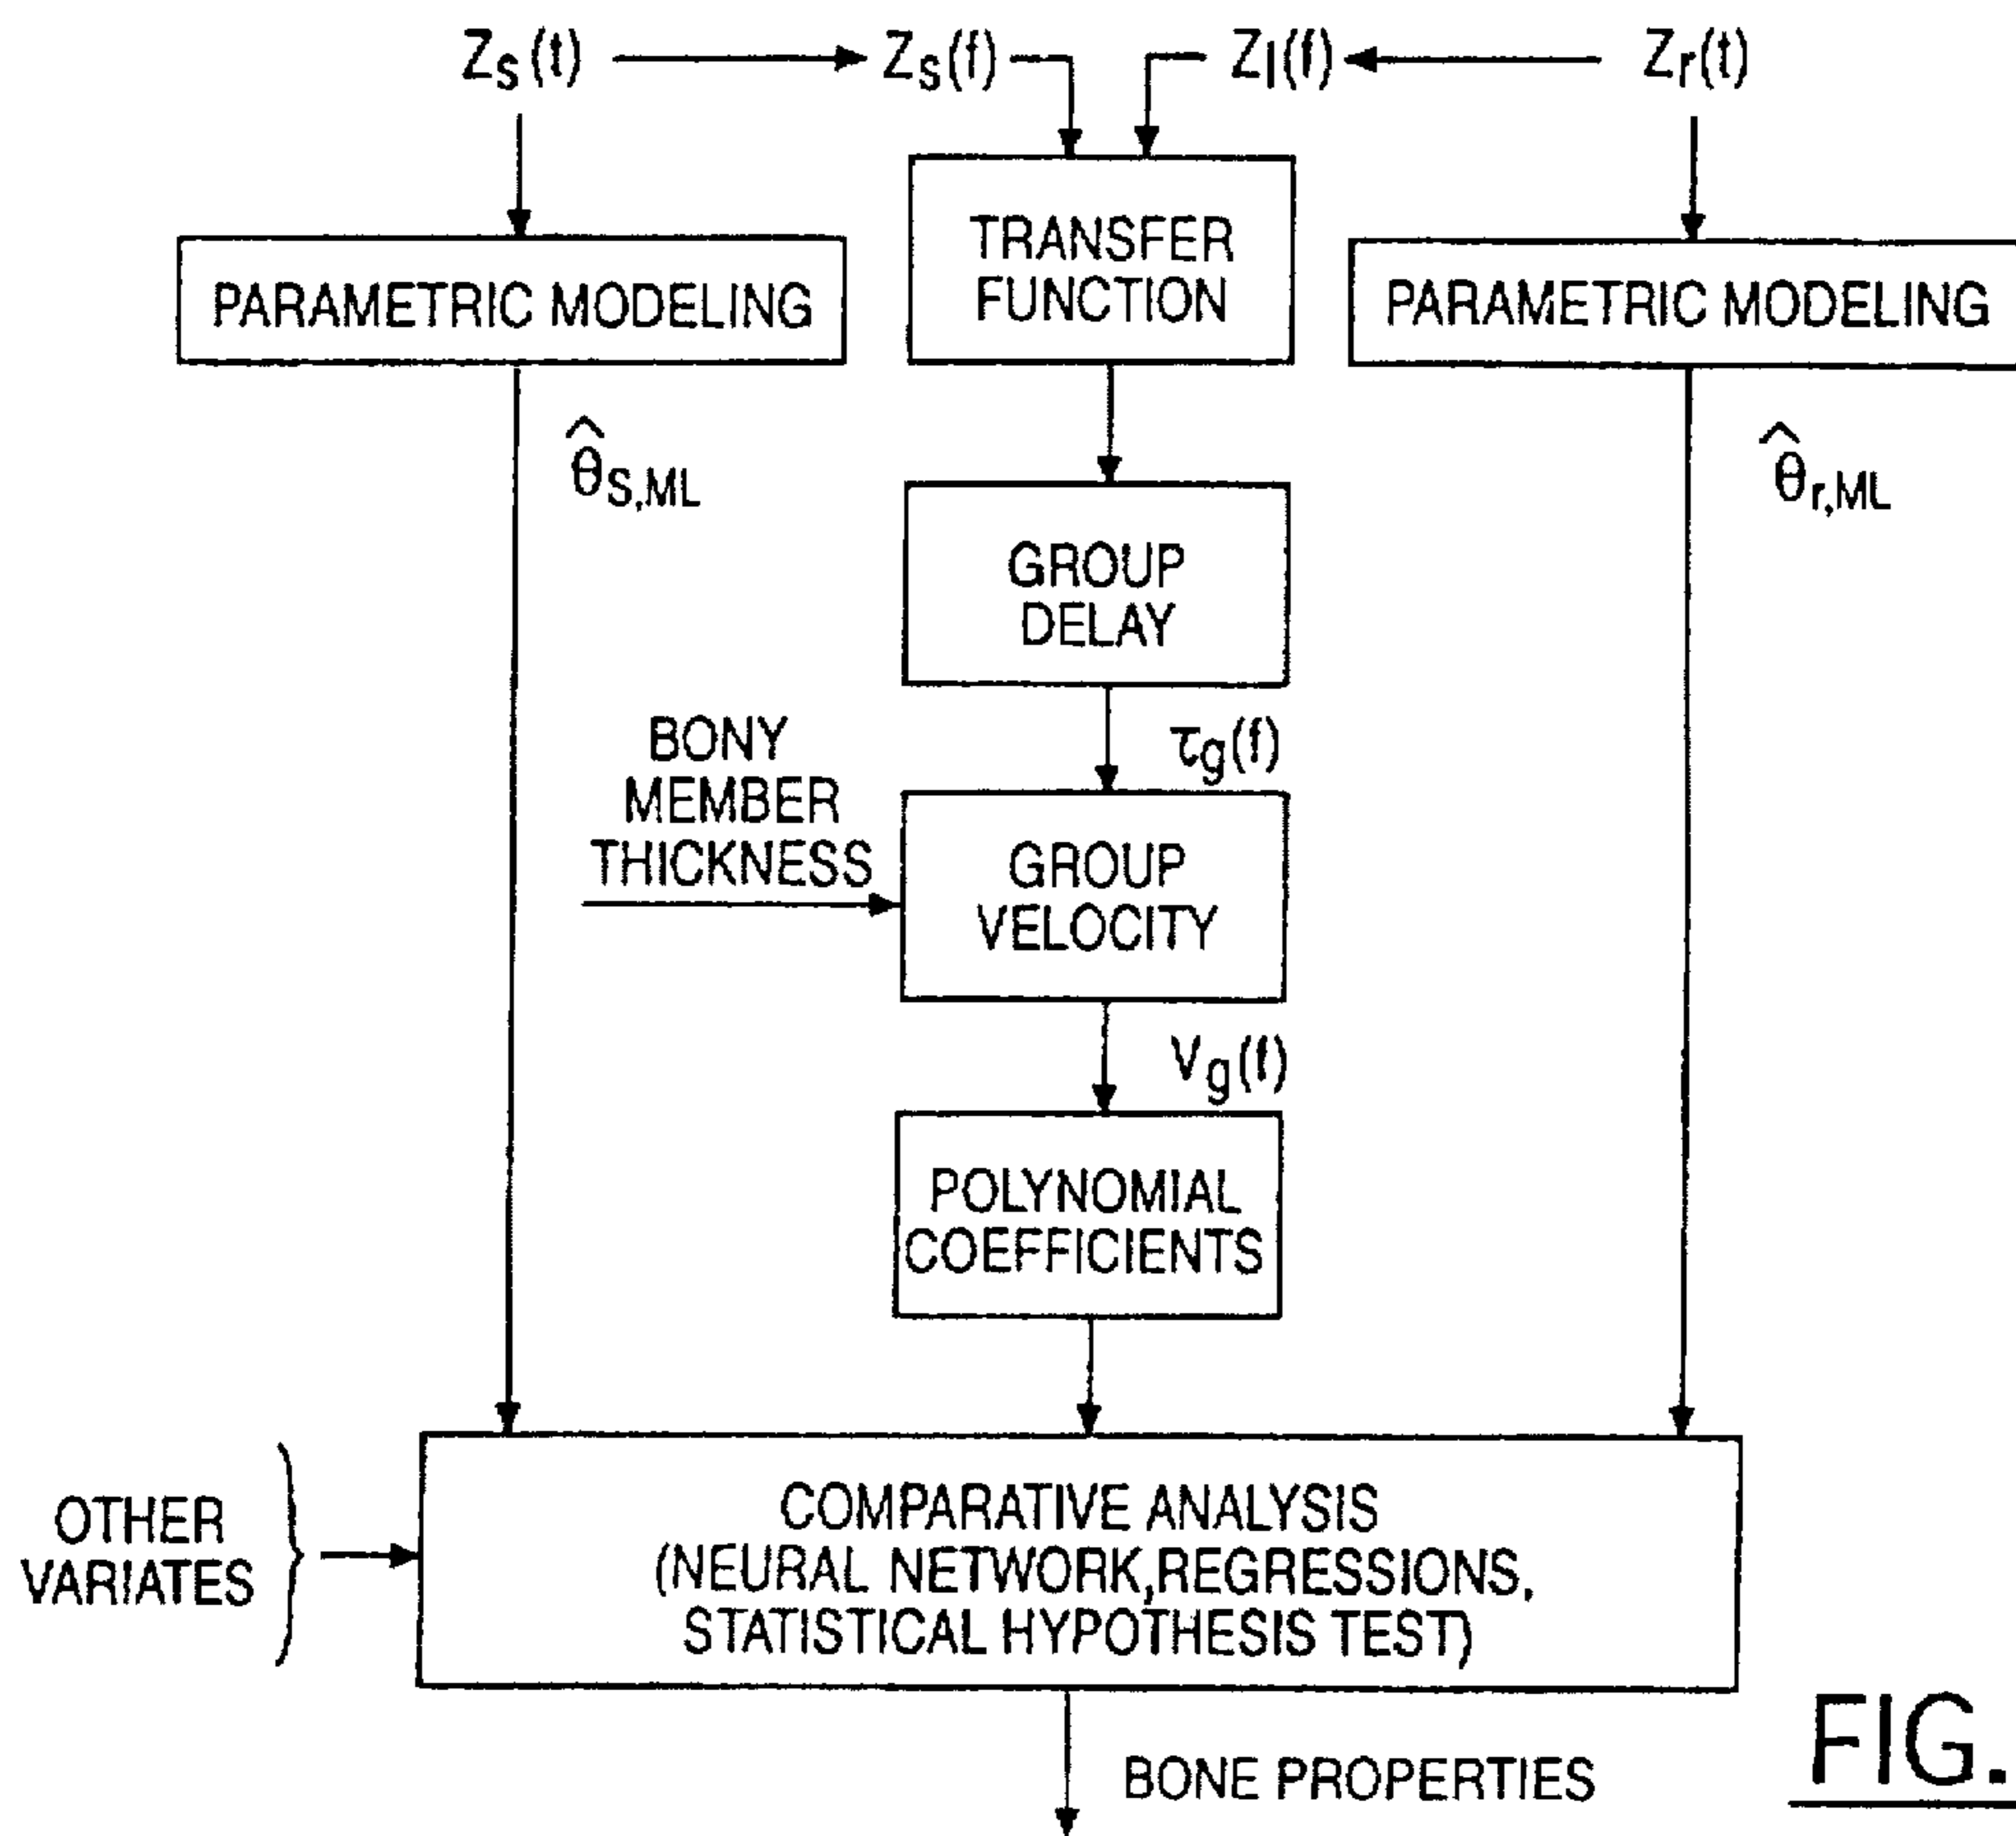 Zs(t) Zs(f) Zl(f) Zr(t)
TRANSFER
FUNCTION
PARAMETRIC MODELING
PARAMETRIC MODELING
θ̂S,ML
θ̂r,ML
GROUP
DELAY
τg(f)
BONY
MEMBER
THICKNESS
GROUP
VELOCITY
Vg(f)
POLYNOMIAL
COEFFICIENTS
OTHER
VARIATES
COMPARATIVE ANALYSIS
(NEURAL NETWORK,REGRESSIONS,
STATISTICAL HYPOTHESIS TEST)
BONE PROPERTIES
FIG.